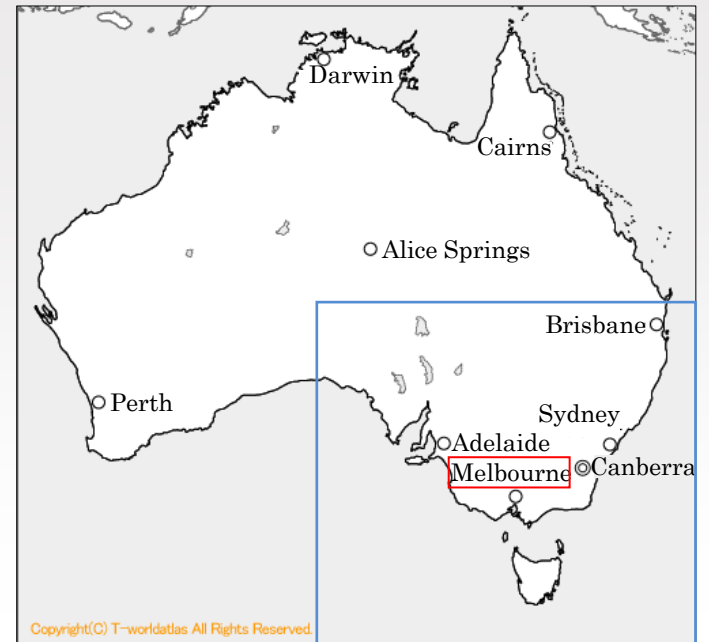 Darwin
Cairns
Alice Springs
Brisbane
Perth
Sydney
Adelaide
Melbourne
Canberra
Copyright(C) T-worldatlas All Rights Reserved.